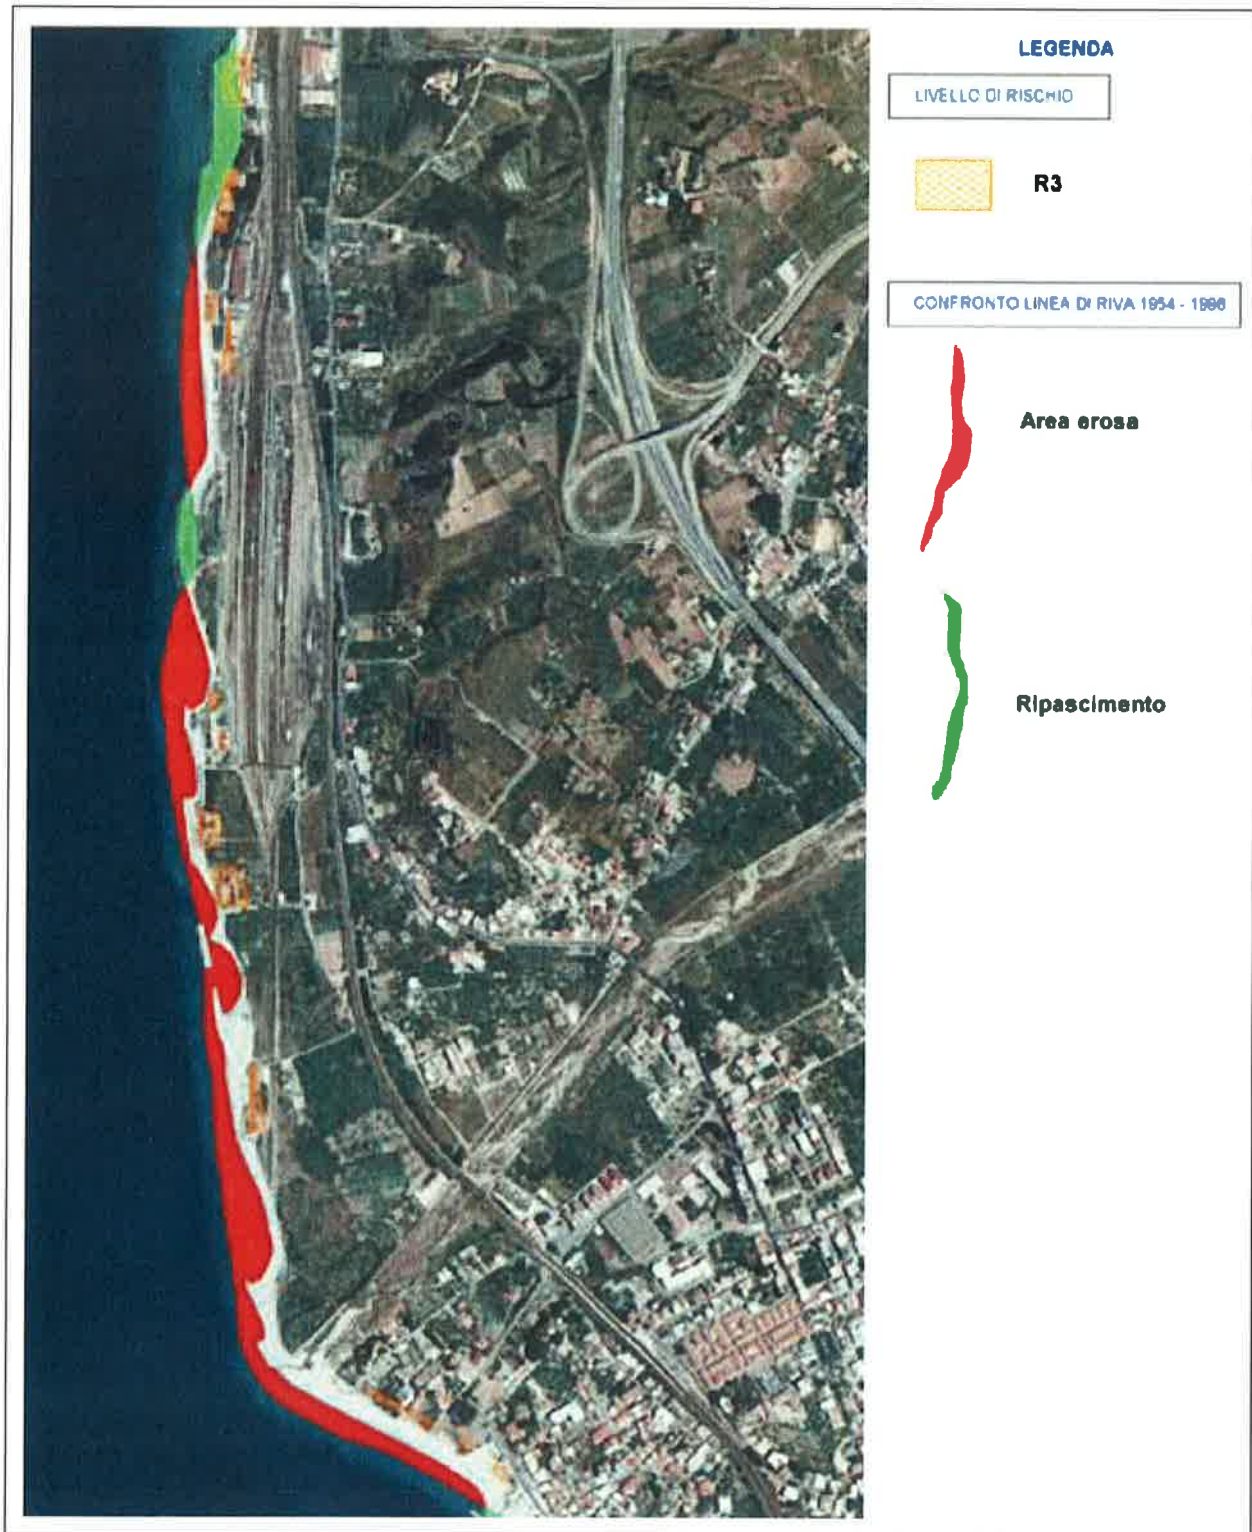 LEGENDA
LIVELLO DI RISCHIO
R3
CONFRONTO LINEA DI RIVA 1954 - 1998
Area erosa
Ripascimento